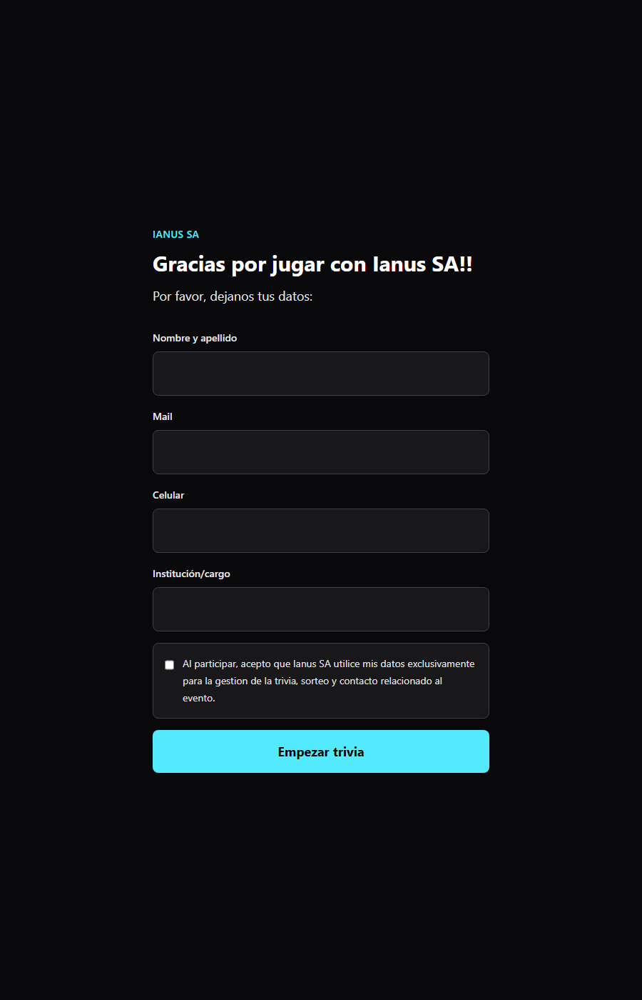 IANUS SA
Gracias por jugar con Ianus SA!!
Por favor, dejanos tus datos:
Nombre y apellido
Mail
Celular
Institución/cargo
Al participar, acepto que Ianus SA utilice mis datos exclusivamente
para la gestion de la trivia, sorteo y contacto relacionado al
evento.
Empezar trivia